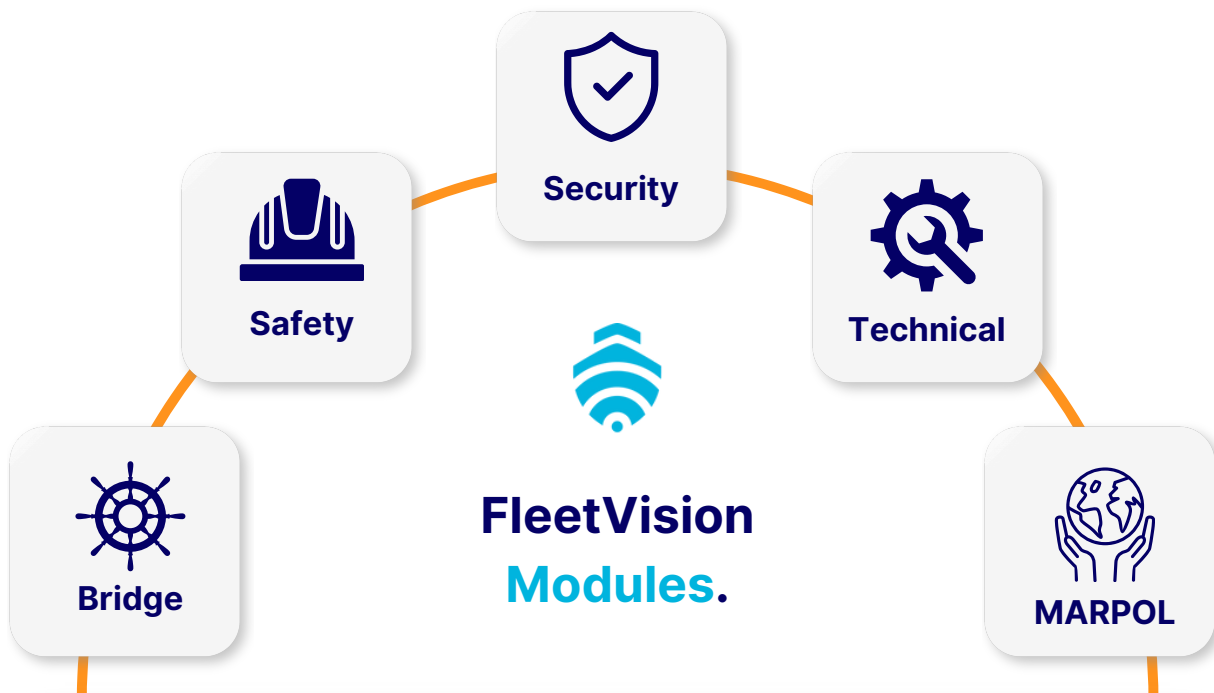 Security
Safety
Technical
FleetVision
Modules.
Bridge
MARPOL